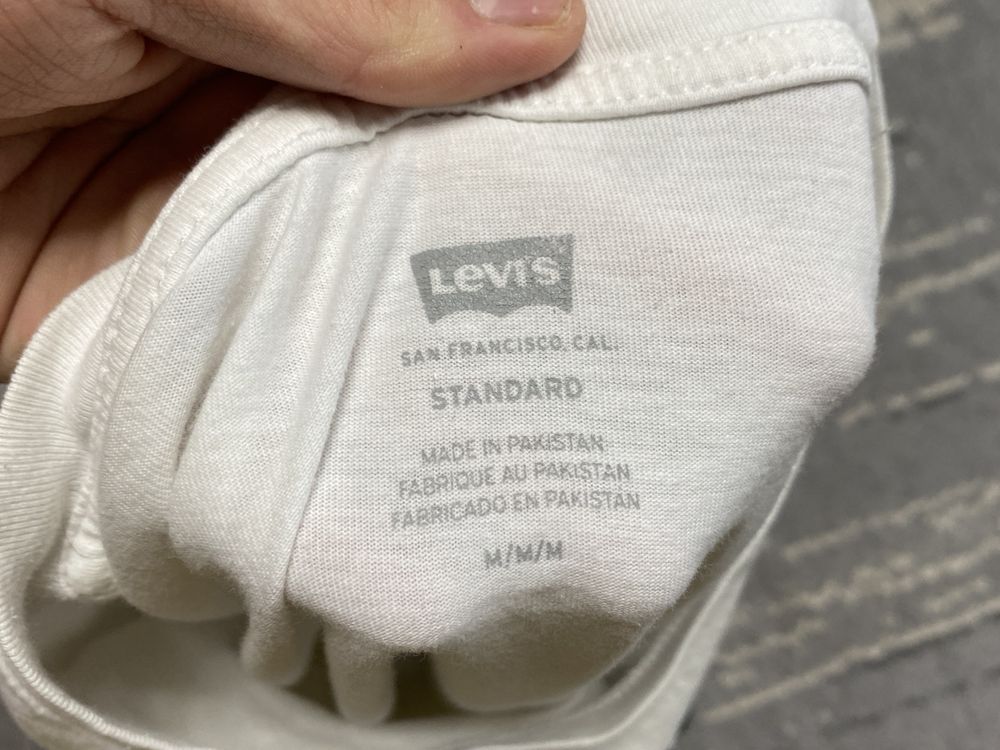 Levi's
SAN FRANCISCO, CAL.
STANDARD
MADE IN PAKISTAN
FABRIQUE AU PAKISTAN
FABRICADO EN PAKISTAN
M/M/M